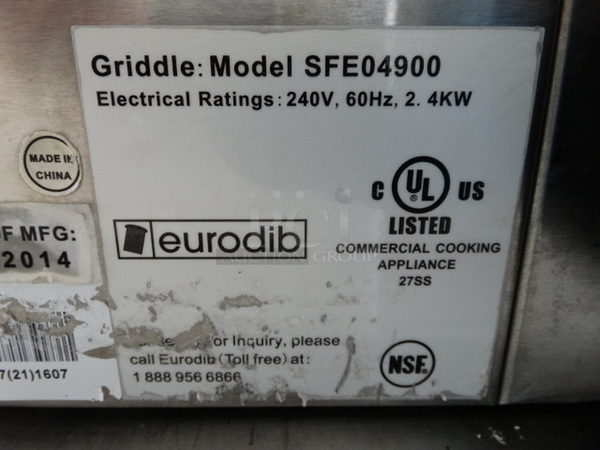 Griddle: Model SFE04900
Electrical Ratings: 240V, 60Hz, 2. 4KW
MADE IN
CHINA
C UL US
LISTED
COMMERCIAL COOKING
APPLIANCE
27SS
F MFG:
2014
eurodib
AUCTION GROUP
or Inquiry, please
call Eurodib (Toll free) at:
1 888 956 6866
NSF
7(21)1607